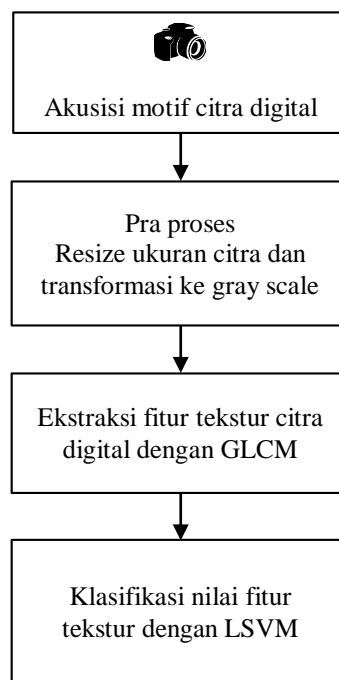 Akusisi motif citra digital
Pra proses
Resize ukuran citra dan
transformasi ke gray scale
Ekstraksi fitur tekstur citra
digital dengan GLCM
Klasifikasi nilai fitur
tekstur dengan LSVM